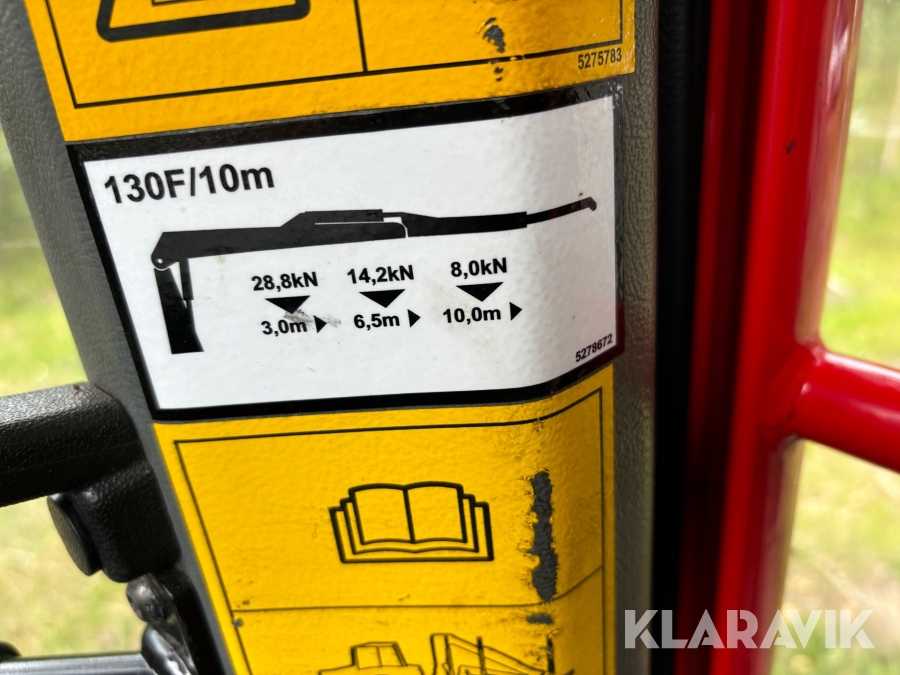 5275783
130F/10m
28,8kN 14,2kN 8,0kN
3,0m 6,5m 10,0m
5278672
KLARAVIK